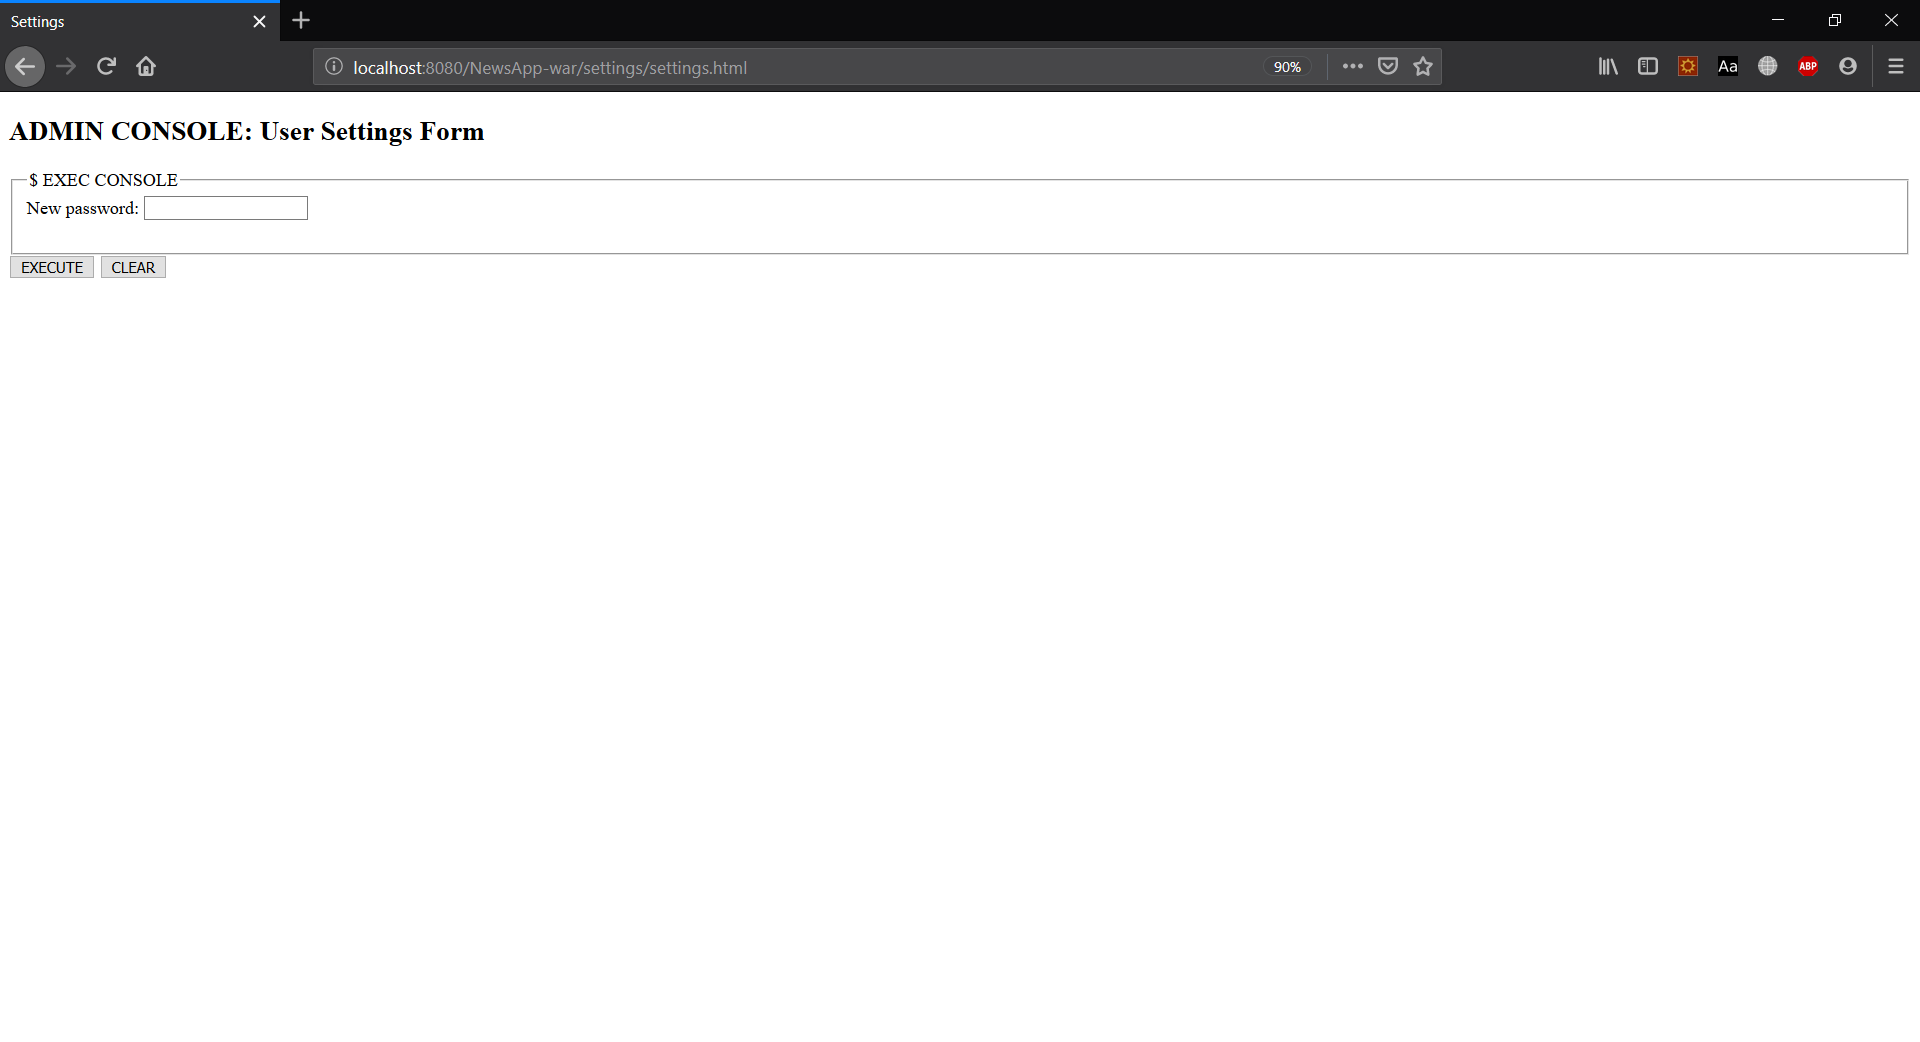 Settings
localhost:8080/NewsApp-war/settings/settings.html
90%
Aa
ABP
ADMIN CONSOLE: User Settings Form
$ EXEC CONSOLE
New password:
EXECUTE CLEAR